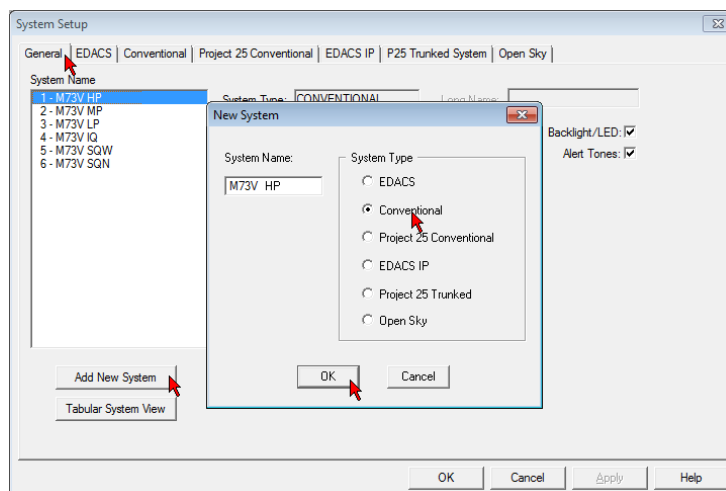 System Setup
General EDACS Conventional Project 25 Conventional EDACS IP P25 Trunked System Open Sky
System Name
1 - M73V HP
2 - M73V MP
3 - M73V LP
4 - M73V IQ
5 - M73V SQW
6 - M73V SQN
System Type: CONVENTIONAL Long Name:
Backlight/LED:
Alert Tones:
New System
System Name:
M73V HP
System Type
EDACS
Conventional
Project 25 Conventional
EDACS IP
Project 25 Trunked
Open Sky
OK Cancel
Add New System
Tabular System View
OK Cancel Apply Help